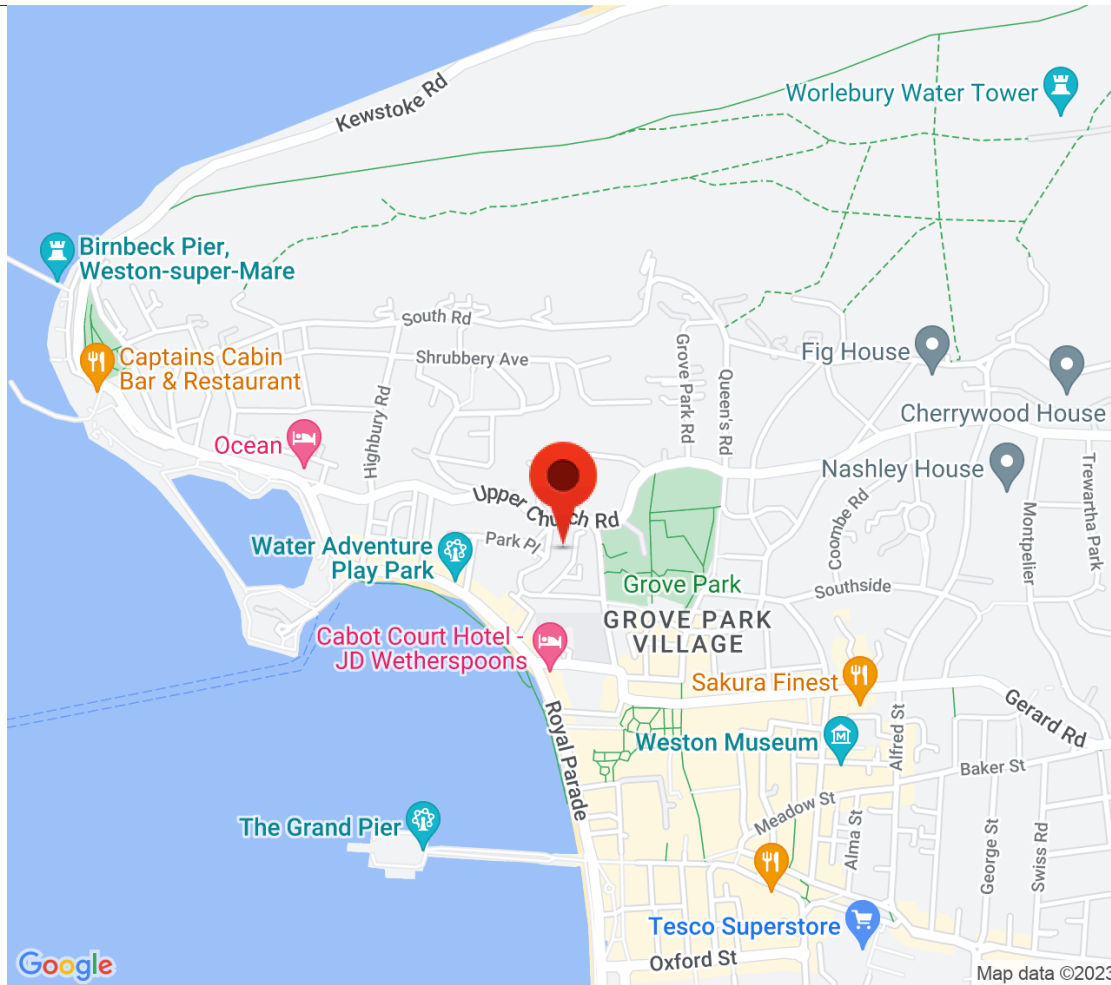 Kewstoke Rd
Worlebury Water Tower
Birnbeck Pier,
Weston-super-Mare
South Rd
Shrubbery Ave
Captains Cabin
Bar & Restaurant
Highbury Rd
Grove Park Rd
Queen's Rd
Fig House
Cherrywood House
Ocean
Nashley House
Upper Church Rd
Park Pl
Coombe Rd
Montpelier
Trewartha Park
Water Adventure
Play Park
Grove Park
Southside
GROVE PARK
VILLAGE
Cabot Court Hotel -
JD Wetherspoons
Sakura Finest
Gerard Rd
Royal Parade
Weston Museum
Alfred St
Baker St
Meadow St
The Grand Pier
Alma St
George St
Swiss Rd
Tesco Superstore
Oxford St
Google
Map data ©2023